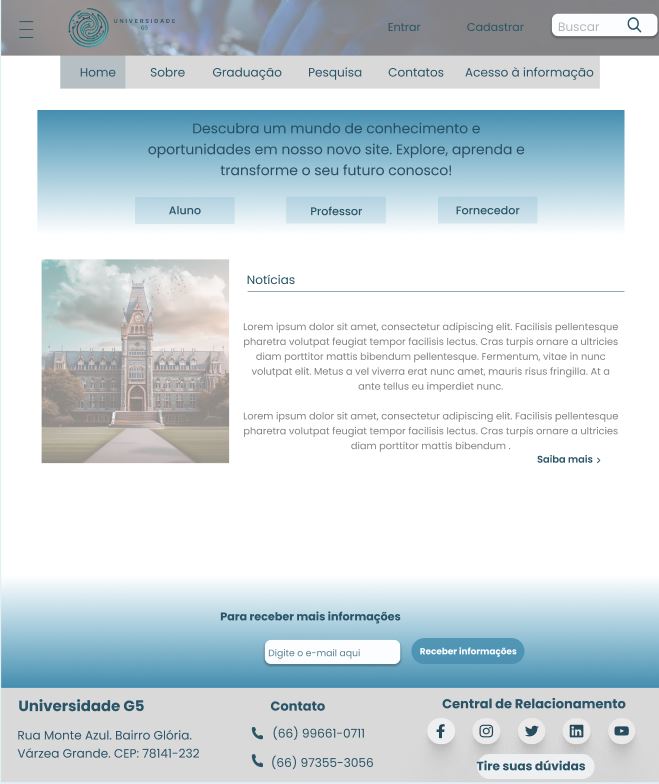 UNIVERSIDADE
G5
Entrar
Cadastrar
Buscar
Home
Sobre
Graduação
Pesquisa
Contatos
Acesso à informação
Descubra um mundo de conhecimento e
oportunidades em nosso novo site. Explore, aprenda e
transforme o seu futuro conosco!
Aluno
Professor
Fornecedor
Notícias
Lorem ipsum dolor sit amet, consectetur adipiscing elit. Facilisis pellentesque
pharetra volutpat feugiat tempor facilisis lectus. Cras turpis ornare a ultricies
diam porttitor mattis bibendum pellentesque. Fermentum, vitae in nunc
volutpat elit. Metus a vel viverra erat nunc amet, mauris risus fringilla. At a
ante tellus eu imperdiet nunc.
Lorem ipsum dolor sit amet, consectetur adipiscing elit. Facilisis pellentesque
pharetra volutpat feugiat tempor facilisis lectus. Cras turpis ornare a ultricies
diam porttitor mattis bibendum .
Saiba mais >
Para receber mais informações
Digite o e-mail aqui
Receber informações
Universidade G5
Rua Monte Azul. Bairro Glória.
Várzea Grande. CEP: 78141-232
Contato
(66) 99661-0711
(66) 97355-3056
Central de Relacionamento
Tire suas dúvidas